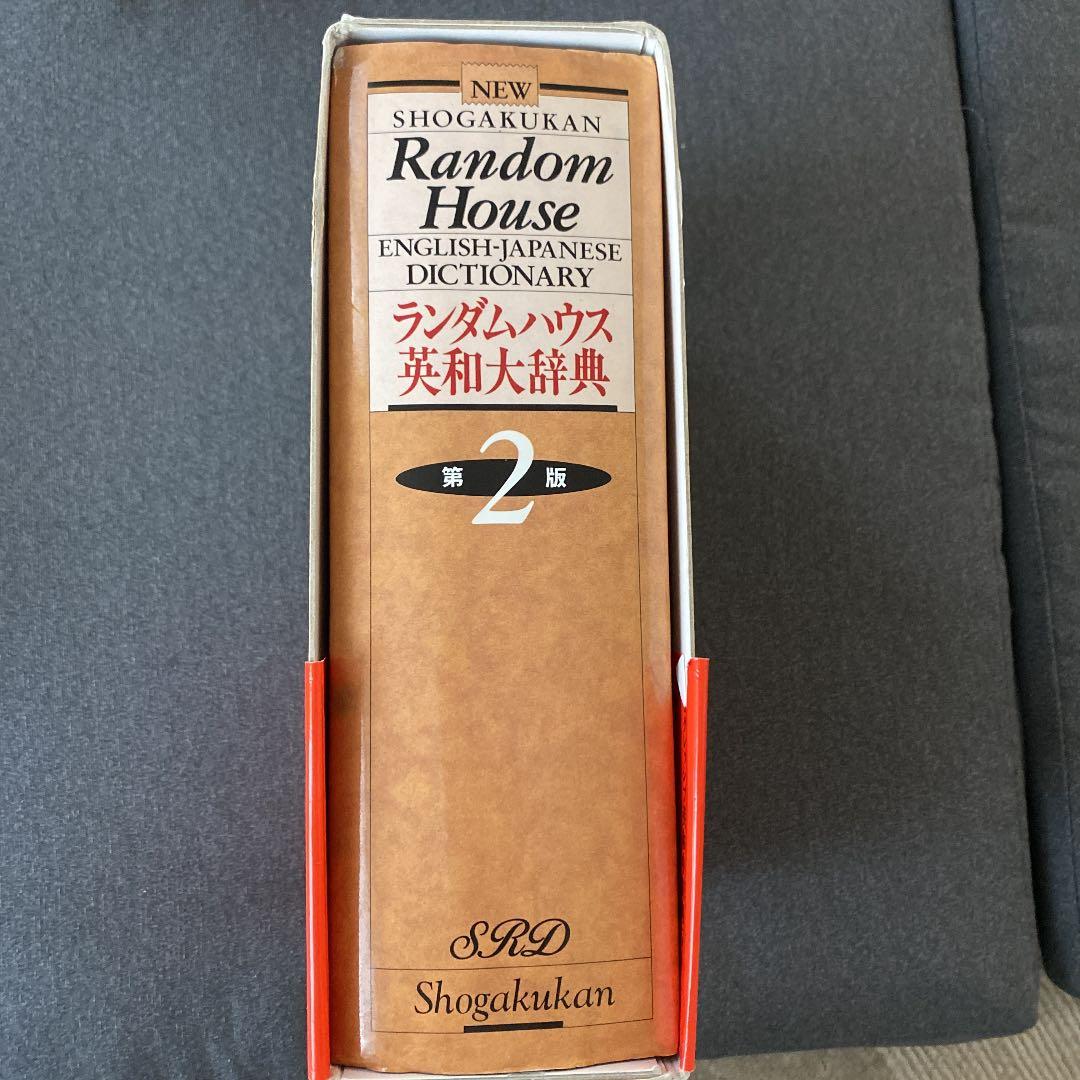 NEW
SHOGAKUKAN
Random
House
ENGLISH-JAPANESE
DICTIONARY
ランダムハウス
英和大辞典
第2版
SRD
Shogakukan